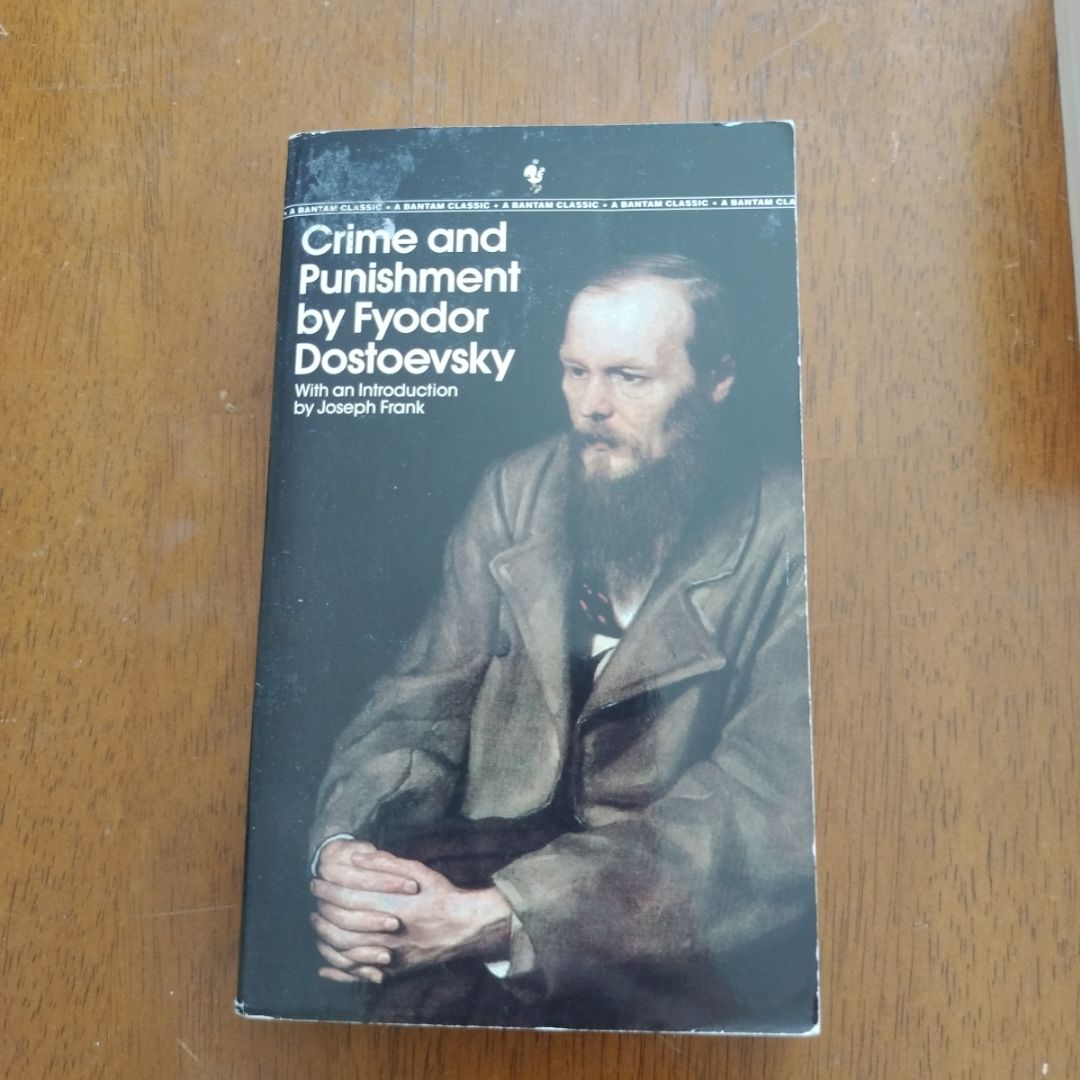 A BANTAM CLASSIC • A BANTAM CLASSIC • A BANTAM CLASSIC • A BANTAM CLASSIC • A BANTAM CLA
Crime and
Punishment
by Fyodor
Dostoevsky
With an Introduction
by Joseph Frank